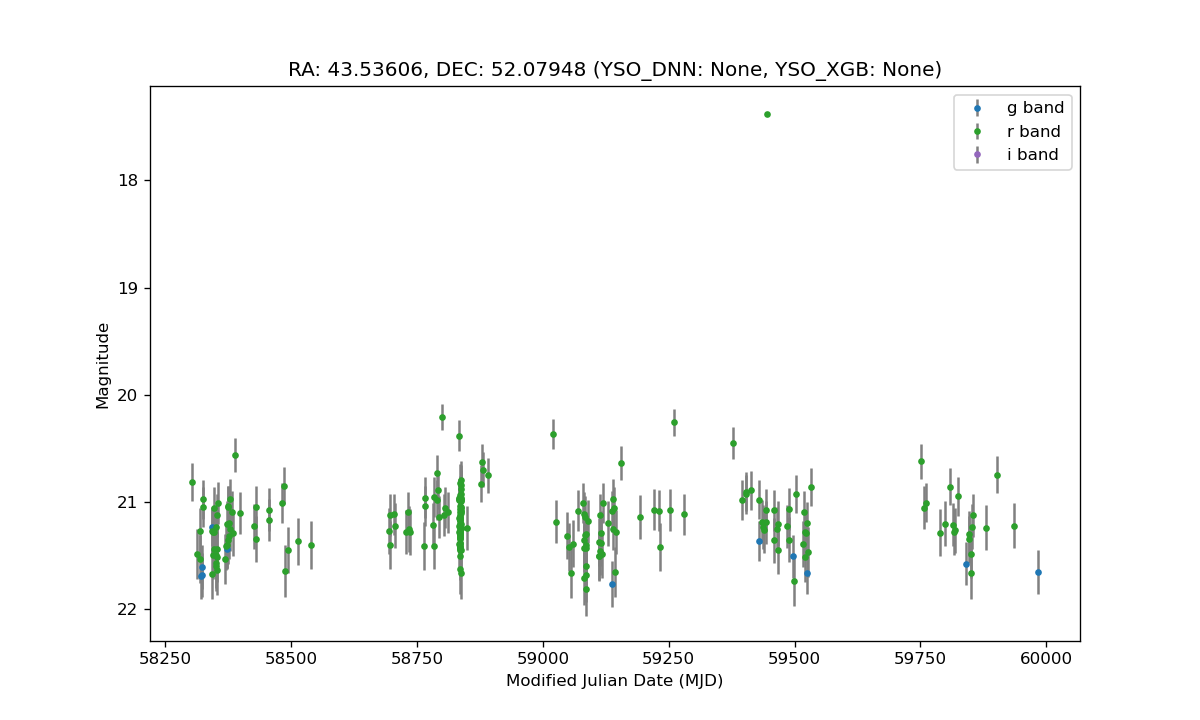 RA: 43.53606, DEC: 52.07948 (YSO_DNN: None, YSO_XGB: None)
g band
r band
i band
Magnitude
18
19
20
21
22
58250 58500 58750 59000 59250 59500 59750 60000
Modified Julian Date (MJD)